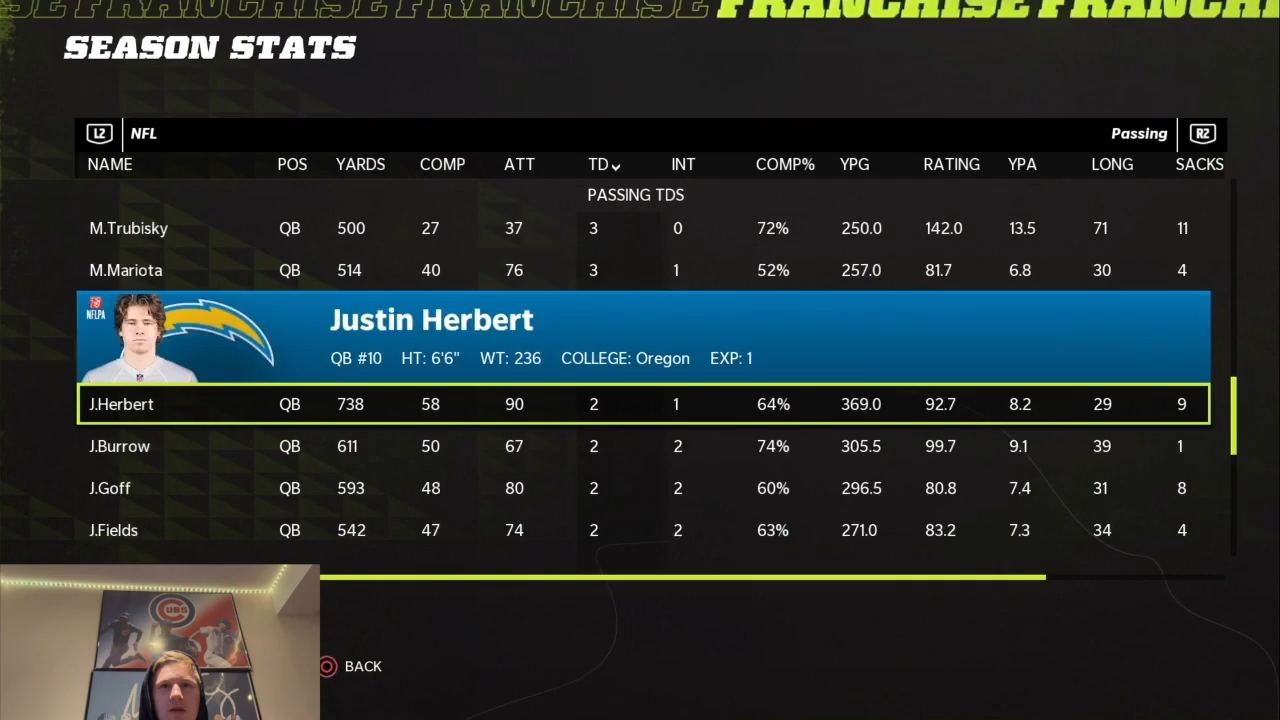 FRANCHISE FRANCHISE FRANCHISE FRANCHI
SEASON STATS
L2 NFL Passing R2
NAME POS YARDS COMP ATT TD INT COMP% YPG RATING YPA LONG SACKS
PASSING TDS
M.Trubisky QB 500 27 37 3 0 72% 250.0 142.0 13.5 71 11
M.Mariota QB 514 40 76 3 1 52% 257.0 81.7 6.8 30 4
NFLPA
Justin Herbert
QB #10 HT: 6'6" WT: 236 COLLEGE: Oregon EXP: 1
J.Herbert QB 738 58 90 2 1 64% 369.0 92.7 8.2 29 9
J.Burrow QB 611 50 67 2 2 74% 305.5 99.7 9.1 39 1
J.Goff QB 593 48 80 2 2 60% 296.5 80.8 7.4 31 8
J.Fields QB 542 47 74 2 2 63% 271.0 83.2 7.3 34 4
CUBS
BACK